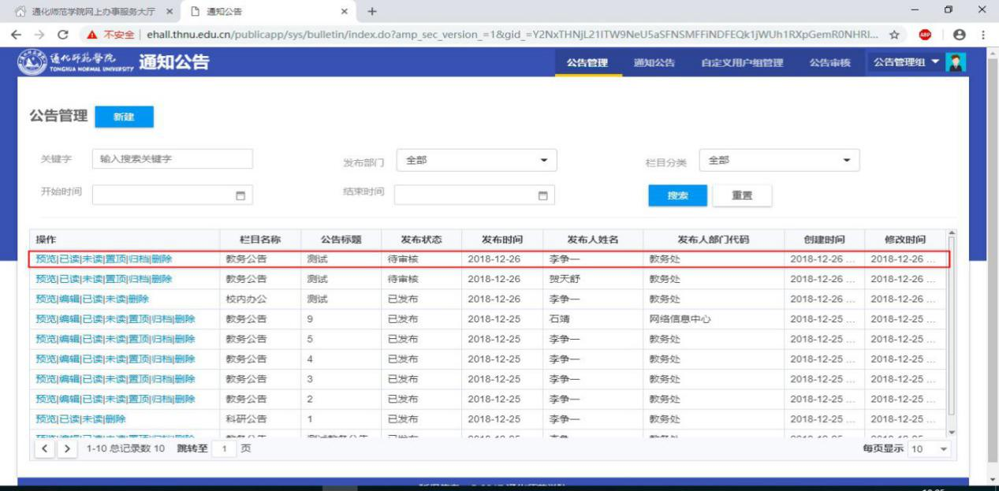 通化师范学院网上办事服务大厅 通知公告
不安全 ehall.thnu.edu.cn/publicapp/sys/bulletin/index.do?amp_sec_version_=1&gid_=Y2NxTHNjL21ITW9NeU5aSFNSMFFiNDFEQk1jWUh1RXpGemR0NHRI... ABP
通化师范学院 TONGHUA NORMAL UNIVERSITY 通知公告 公告管理 通知公告 自定义用户组管理 公告审核 公告管理组
公告管理 新建
关键字 输入搜索关键字 发布部门 全部 栏目分类 全部
开始时间 结束时间 搜索 重置
操作 栏目名称 公告标题 发布状态 发布时间 发布人姓名 发布人部门代码 创建时间 修改时间
预览|已读|未读|置顶|归档|删除 教务公告 测试 待审核 2018-12-26 李争一 教务处 2018-12-26 ... 2018-12-26 ...
预览|已读|未读|置顶|归档|删除 教务公告 测试 待审核 2018-12-26 贺天舒 教务处 2018-12-26 ... 2018-12-26 ...
预览|编辑|已读|未读|删除 校内办公 测试 已发布 2018-12-26 李争一 教务处 2018-12-26 ... 2018-12-26 ...
预览|编辑|已读|未读|置顶|归档|删除 教务公告 9 已发布 2018-12-25 石靖 网络信息中心 2018-12-25 ... 2018-12-25 ...
预览|编辑|已读|未读|置顶|归档|删除 教务公告 5 已发布 2018-12-25 李争一 教务处 2018-12-25 ... 2018-12-25 ...
预览|编辑|已读|未读|置顶|归档|删除 教务公告 4 已发布 2018-12-25 李争一 教务处 2018-12-25 ... 2018-12-25 ...
预览|编辑|已读|未读|置顶|归档|删除 教务公告 3 已发布 2018-12-25 李争一 教务处 2018-12-25 ... 2018-12-25 ...
预览|编辑|已读|未读|置顶|归档|删除 教务公告 2 已发布 2018-12-25 李争一 教务处 2018-12-25 ... 2018-12-25 ...
预览|已读|未读|删除 科研公告 1 已发布 2018-12-25 李争一 教务处 2018-12-25 ... 2018-12-25 ...
1-10 总记录数 10 跳转至 1 页 每页显示 10